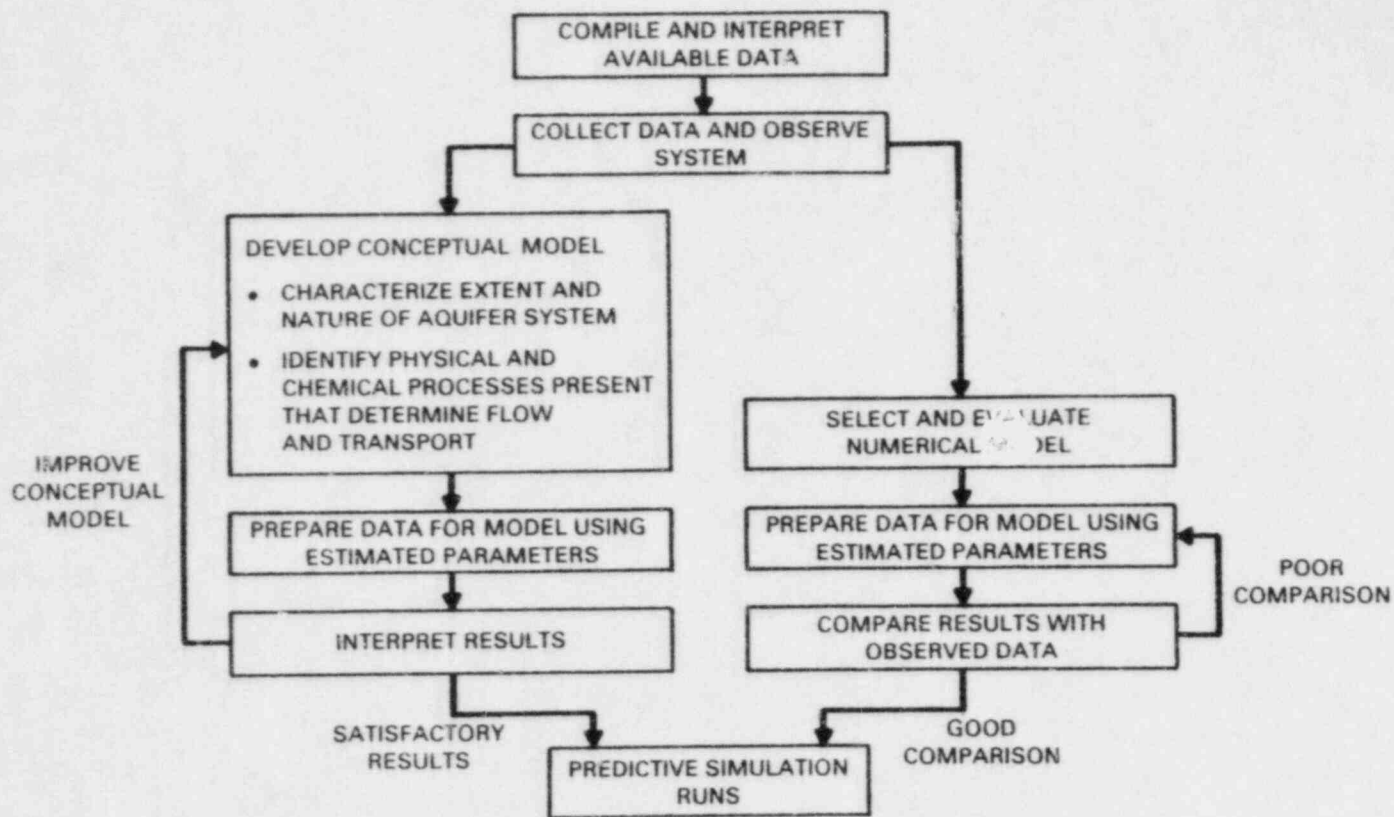 COMPILE AND INTERPRET
AVAILABLE DATA
COLLECT DATA AND OBSERVE
SYSTEM
DEVELOP CONCEPTUAL MODEL
• CHARACTERIZE EXTENT AND
NATURE OF AQUIFER SYSTEM
• IDENTIFY PHYSICAL AND
CHEMICAL PROCESSES PRESENT
THAT DETERMINE FLOW
AND TRANSPORT
IMPROVE
CONCEPTUAL
MODEL
PREPARE DATA FOR MODEL USING
ESTIMATED PARAMETERS
INTERPRET RESULTS
SATISFACTORY
RESULTS
SELECT AND EVALUATE
NUMERICAL MODEL
PREPARE DATA FOR MODEL USING
ESTIMATED PARAMETERS
POOR
COMPARISON
COMPARE RESULTS WITH
OBSERVED DATA
GOOD
COMPARISON
PREDICTIVE SIMULATION
RUNS